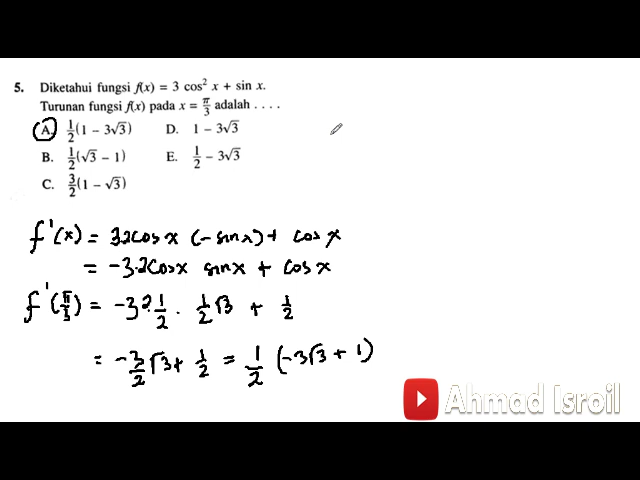 5. Diketahui fungsi f(x) = 3 cos² x + sin x.
Turunan fungsi f(x) pada x = π/3 adalah . . . .
A. 1/2(1 − 3√3) D. 1 − 3√3
B. 1/2(√3 − 1) E. 1/2 − 3√3
C. 3/2(1 − √3)
f'(x) = 3.2cos x (−sin x) + cos x
= −3.2cos x sin x + cos x
f'(π/3) = −3.2.1/2 . 1/2√3 + 1/2
= −3/2 √3 + 1/2 = 1/2 (−3√3 + 1)
Ahmad Isroil